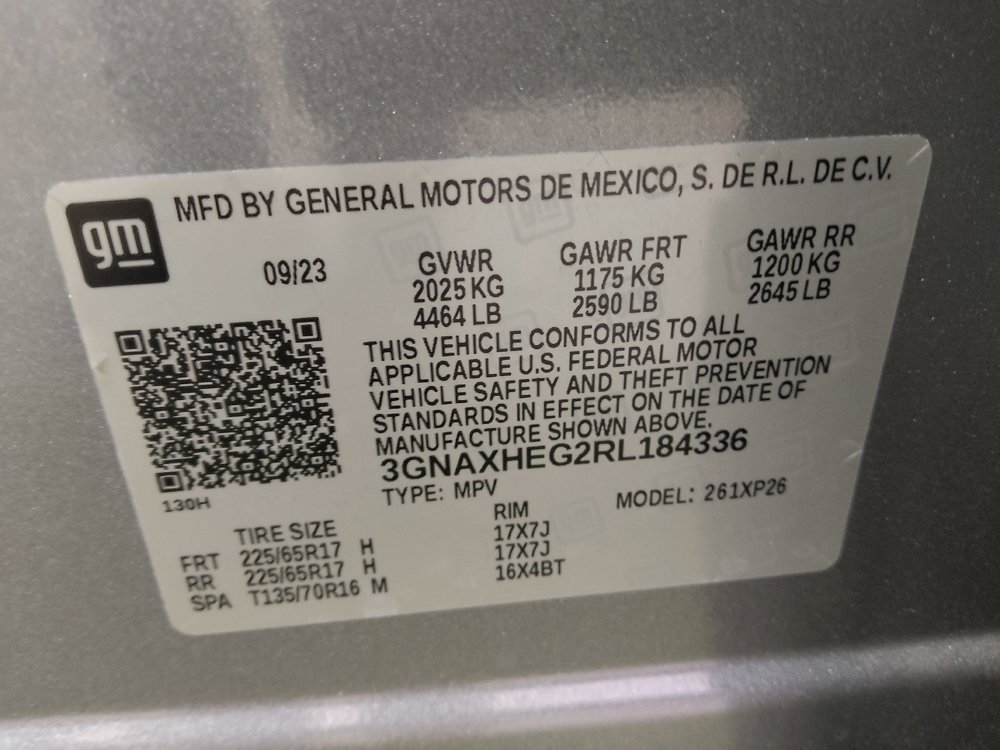 gm
MFD BY GENERAL MOTORS DE MEXICO, S. DE R.L. DE C.V.
09/23 GVWR GAWR FRT GAWR RR
2025 KG 1175 KG 1200 KG
4464 LB 2590 LB 2645 LB
THIS VEHICLE CONFORMS TO ALL
APPLICABLE U.S. FEDERAL MOTOR
VEHICLE SAFETY AND THEFT PREVENTION
STANDARDS IN EFFECT ON THE DATE OF
MANUFACTURE SHOWN ABOVE.
3GNAXHEG2RL184336
130H
TYPE: MPV MODEL: 261XP26
TIRE SIZE RIM
FRT 225/65R17 H 17X7J
RR 225/65R17 H 17X7J
SPA T135/70R16 M 16X4BT